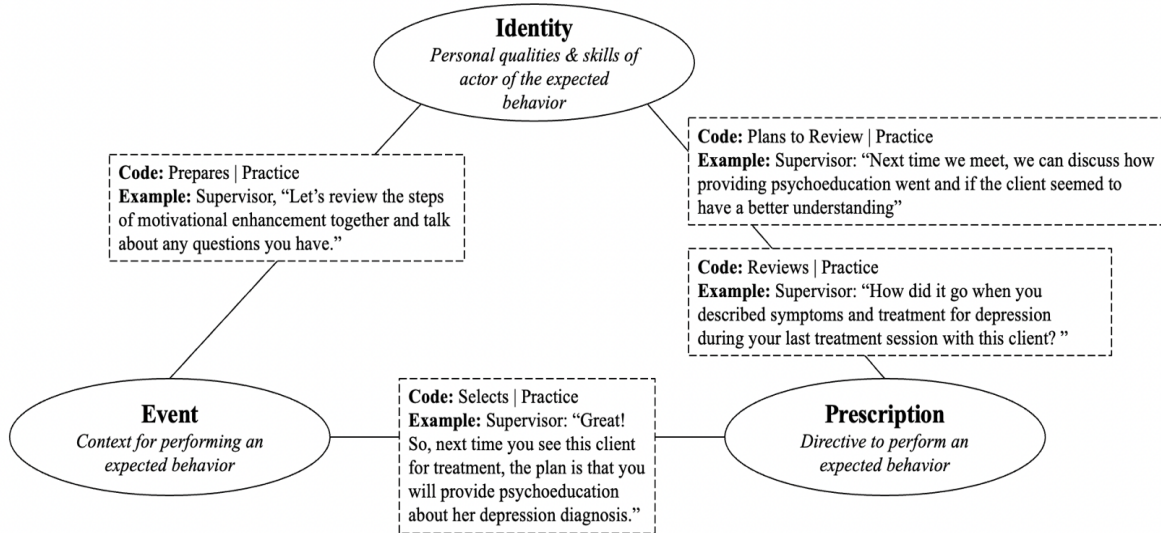 Identity
Personal qualities & skills of
actor of the expected
behavior
Code: Plans to Review | Practice
Example: Supervisor: “Next time we meet, we can discuss how
providing psychoeducation went and if the client seemed to
have a better understanding”
Code: Prepares | Practice
Example: Supervisor, “Let’s review the steps
of motivational enhancement together and talk
about any questions you have.”
Code: Reviews | Practice
Example: Supervisor: “How did it go when you
described symptoms and treatment for depression
during your last treatment session with this client? ”
Event
Context for performing an
expected behavior
Code: Selects | Practice
Example: Supervisor: “Great!
So, next time you see this client
for treatment, the plan is that you
will provide psychoeducation
about her depression diagnosis.”
Prescription
Directive to perform an
expected behavior